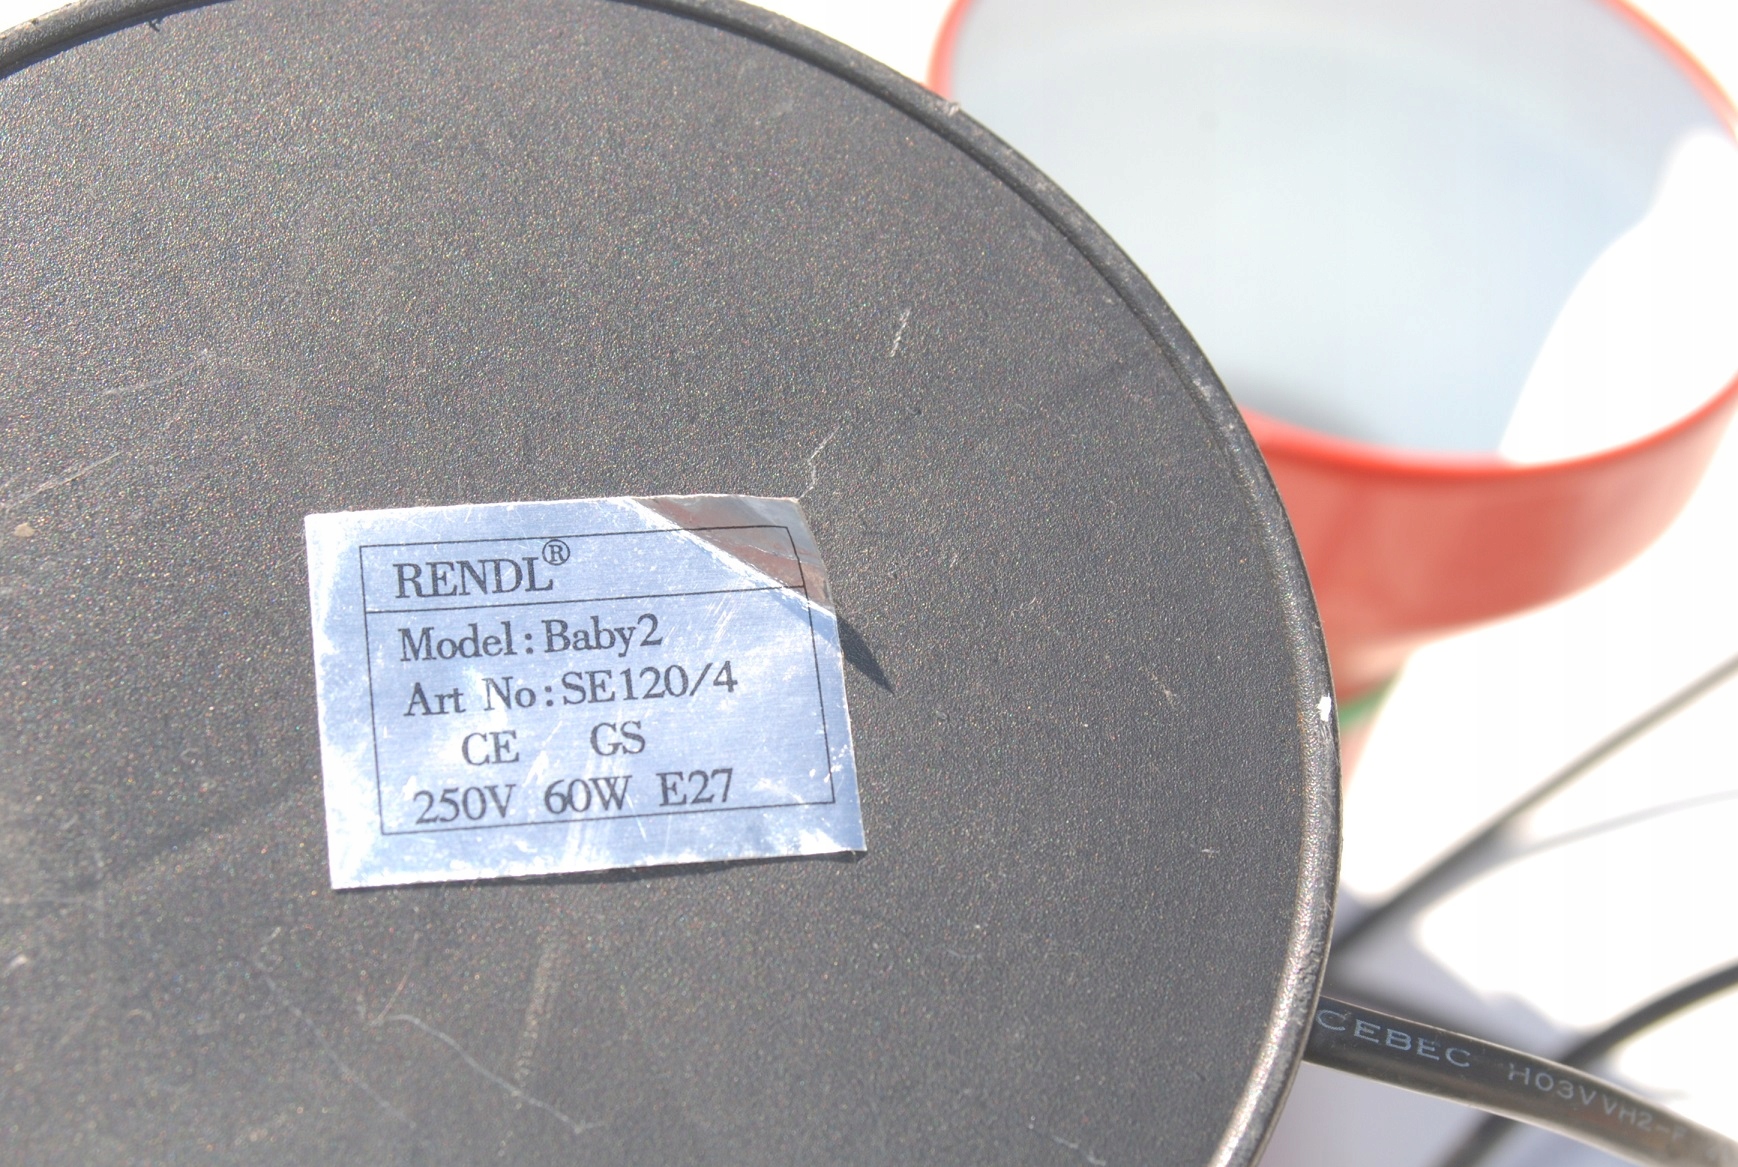 RENDL®
Model: Baby2
Art No: SE120/4
CE GS
250V 60W E27
CEBEC H03VVH2-F